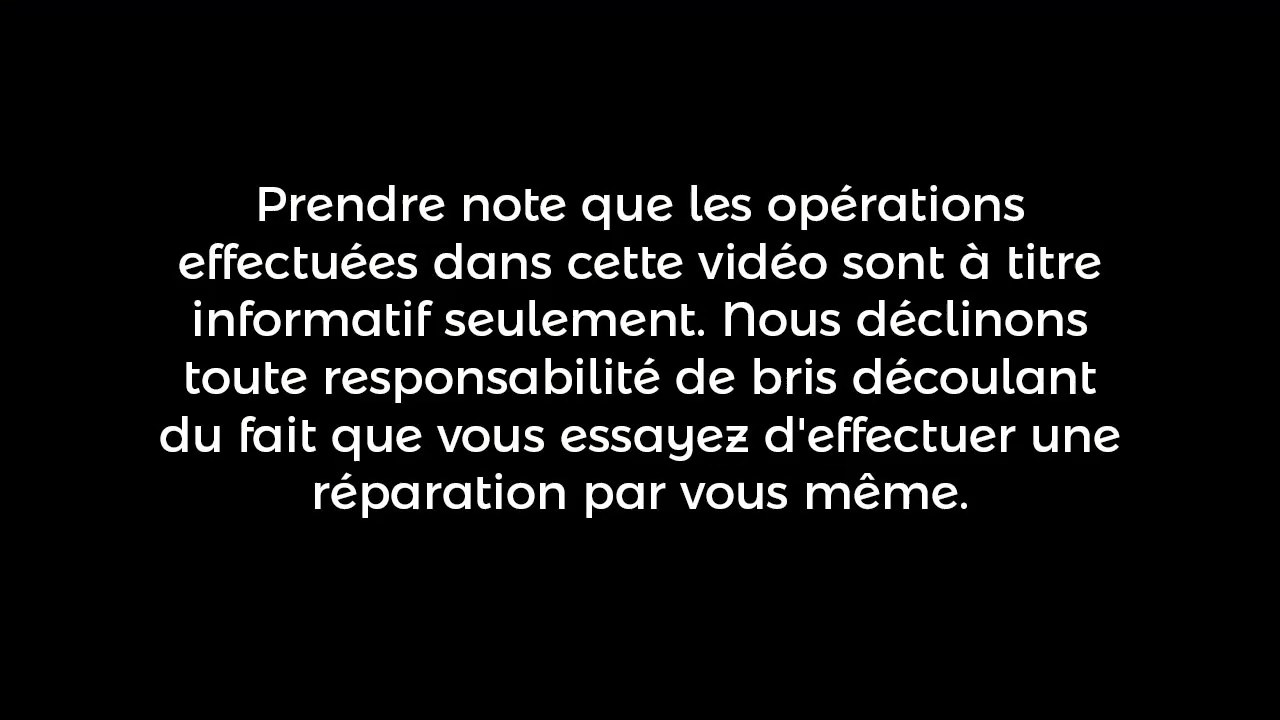 Prendre note que les opérations
effectuées dans cette vidéo sont à titre
informatif seulement. Nous déclinons
toute responsabilité de bris découlant
du fait que vous essayez d'effectuer une
réparation par vous même.